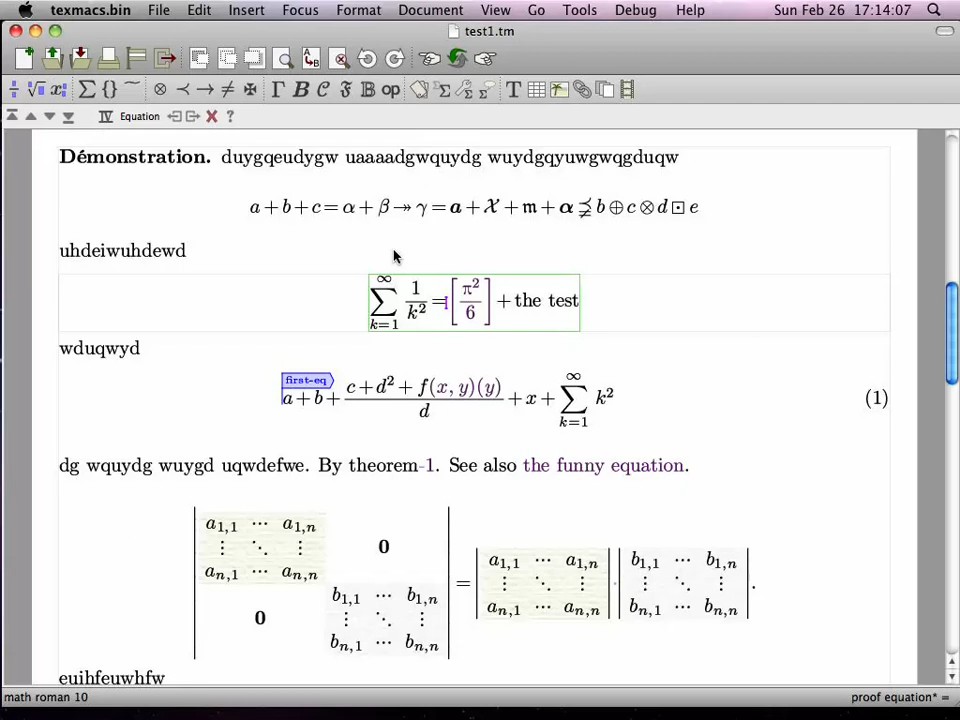 texmacs.bin File Edit Insert Focus Format Document View Go Tools Debug Help Sun Feb 26 17:14:07
test1.tm
IV Equation
Démonstration. duygqeudygw uaaaadgwquydg wuydgqyuwgwqgduqw
a + b + c = α + β ↠ γ = a + X + m + α ⪵ b ⊕ c ⊗ d ⊡ e
uhdeiwuhdewd
∑_{k=1}^{∞} 1/k² = [π²/6] + the test
wduqwyd
first-eq
a + b + (c + d² + f(x, y)(y))/d + x + ∑_{k=1}^{∞} k² (1)
dg wquydg wuygd uqwdefwe. By theorem-1. See also the funny equation.
| a_{1,1} ⋯ a_{1,n} ⋮ ⋱ ⋮ a_{n,1} ⋯ a_{n,n} 0 0 b_{1,1} ⋯ b_{1,n} ⋮ ⋱ ⋮ b_{n,1} ⋯ b_{n,n} | = | a_{1,1} ⋯ a_{1,n} ⋮ ⋱ ⋮ a_{n,1} ⋯ a_{n,n} | · | b_{1,1} ⋯ b_{1,n} ⋮ ⋱ ⋮ b_{n,1} ⋯ b_{n,n} |.
euihfeuwhfw
math roman 10 proof equation* =